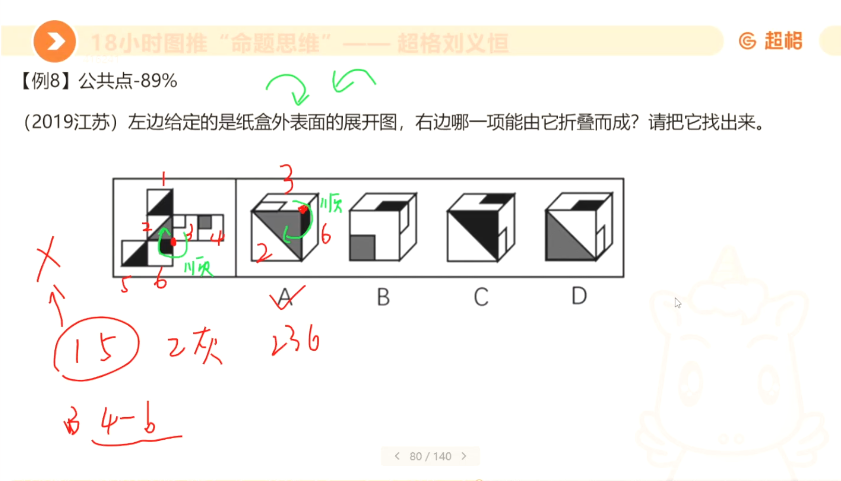 18小时图推“命题思维”—— 超格刘义恒
超格
【例8】公共点-89%
（2019江苏）左边给定的是纸盒外表面的展开图，右边哪一项能由它折叠而成？请把它找出来。
1
2
3
4
5
6
顺
3
顺
2
6
A
B
C
D
1 5
2灰
236
B 4-6
80 / 140